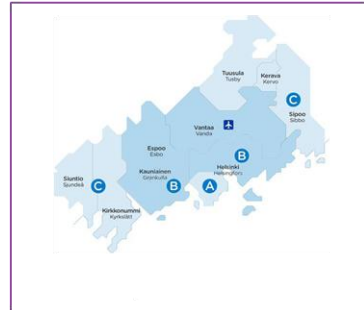 Tuusula
Tusby
Kerava
Kervo
C
Sipoo
Sibbo
Vantaa
Vanda
Espoo
Esbo
B
Helsinki
Helsingfors
Kauniainen
Grankulla
B
A
Siuntio
Sjundeå
C
Kirkkonummi
Kyrkslätt